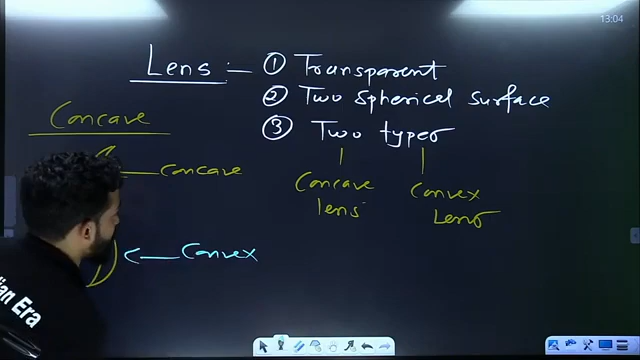 13:04
Lens :- ① Transparent
② Two Spherical Surface
③ Two types
Concave
Concave
Concave lens
Convex Lens
Convex
dian Era